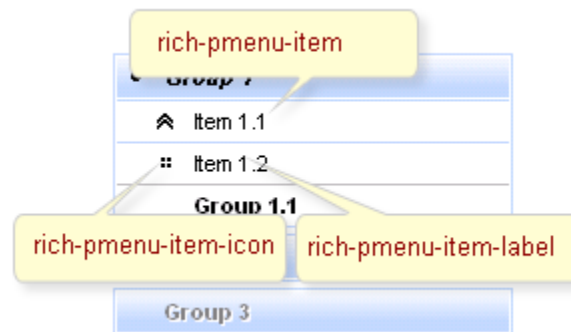 rich-pmenu-item
Group 1
Item 1.1
Item 1.2
Group 1.1
rich-pmenu-item-icon
rich-pmenu-item-label
Group 3